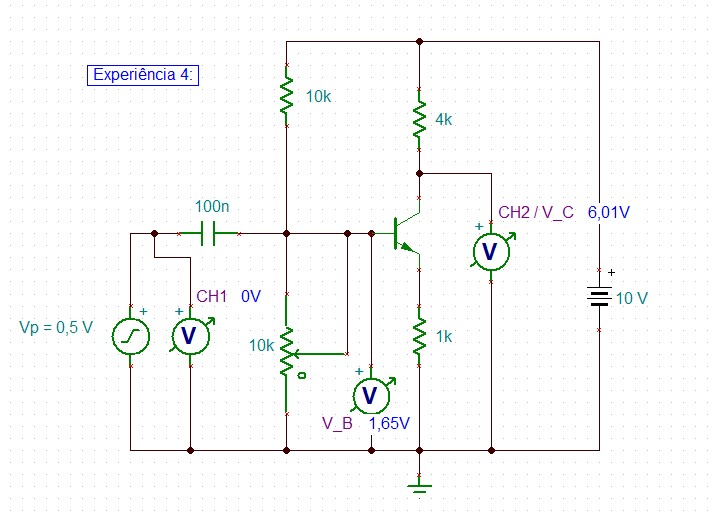 Experiência 4:
10k
4k
100n
CH2 / V_C 6,01V
+
V
+
10 V
CH1 0V
Vp = 0,5 V
+
+
V
10k
1k
+
V
V_B 1,65V